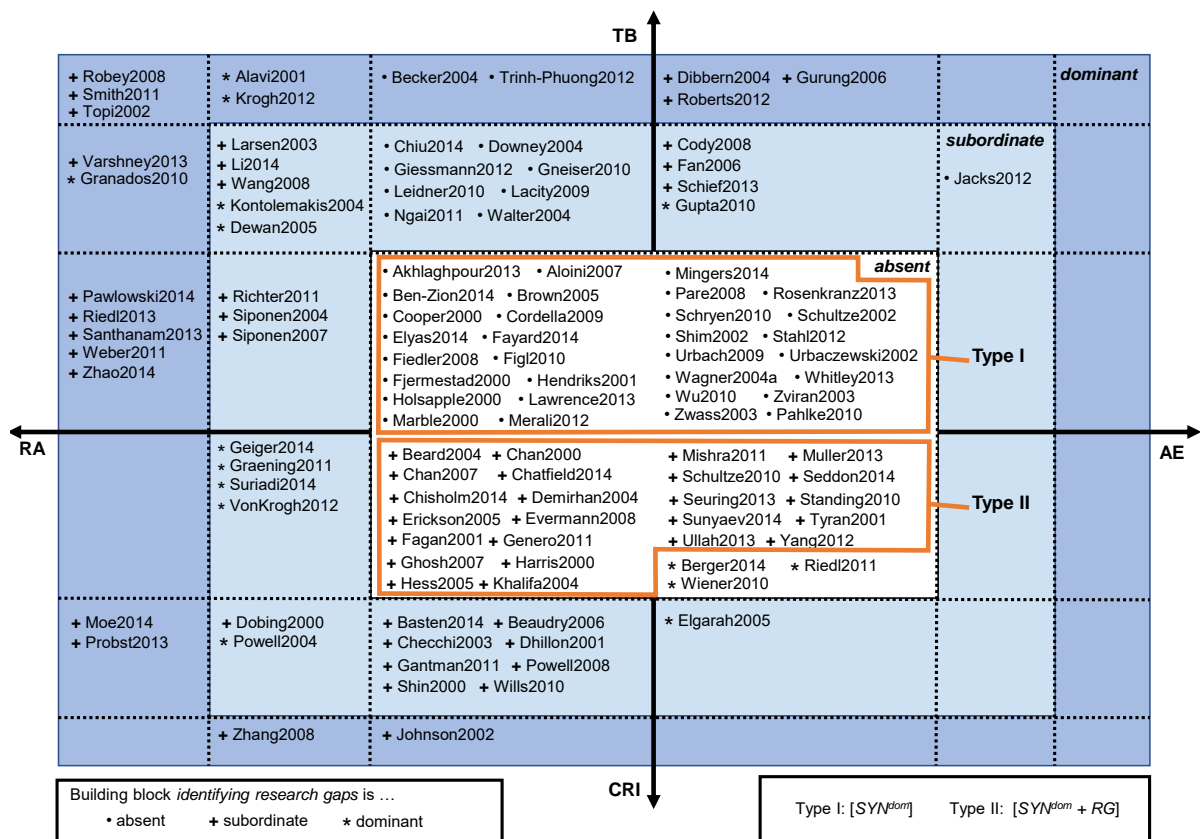 TB
+ Robey2008
+ Smith2011
+ Topi2002
* Alavi2001
* Krogh2012
• Becker2004 • Trinh-Phuong2012
+ Dibbern2004 + Gurung2006
+ Roberts2012
dominant
+ Varshney2013
* Granados2010
+ Larsen2003
+ Li2014
+ Wang2008
* Kontolemakis2004
* Dewan2005
• Chiu2014 • Downey2004
• Giessmann2012 • Gneiser2010
• Leidner2010 • Lacity2009
• Ngai2011 • Walter2004
+ Cody2008
+ Fan2006
+ Schief2013
* Gupta2010
subordinate
• Jacks2012
+ Pawlowski2014
+ Riedl2013
+ Santhanam2013
+ Weber2011
+ Zhao2014
+ Richter2011
+ Siponen2004
+ Siponen2007
• Akhlaghpour2013 • Aloini2007
• Ben-Zion2014 • Brown2005
• Cooper2000 • Cordella2009
• Elyas2014 • Fayard2014
• Fiedler2008 • Figl2010
• Fjermestad2000 • Hendriks2001
• Holsapple2000 • Lawrence2013
• Marble2000 • Merali2012
absent
• Mingers2014
• Pare2008 • Rosenkranz2013
• Schryen2010 • Schultze2002
• Shim2002 • Stahl2012
• Urbach2009 • Urbaczewski2002
• Wagner2004a • Whitley2013
• Wu2010 • Zviran2003
• Zwass2003 • Pahlke2010
Type I
RA
AE
* Geiger2014
* Graening2011
* Suriadi2014
* VonKrogh2012
+ Beard2004 + Chan2000
+ Chan2007 + Chatfield2014
+ Chisholm2014 + Demirhan2004
+ Erickson2005 + Evermann2008
+ Fagan2001 + Genero2011
+ Ghosh2007 + Harris2000
+ Hess2005 + Khalifa2004
+ Mishra2011 + Muller2013
+ Schultze2010 + Seddon2014
+ Seuring2013 + Standing2010
+ Sunyaev2014 + Tyran2001
+ Ullah2013 + Yang2012
* Berger2014 * Riedl2011
* Wiener2010
Type II
+ Moe2014
+ Probst2013
+ Dobing2000
* Powell2004
+ Basten2014 + Beaudry2006
+ Checchi2003 + Dhillon2001
+ Gantman2011 + Powell2008
+ Shin2000 + Wills2010
* Elgarah2005
+ Zhang2008
+ Johnson2002
CRI
Building block identifying research gaps is …
• absent + subordinate * dominant
Type I: [SYN^dom] Type II: [SYN^dom + RG]